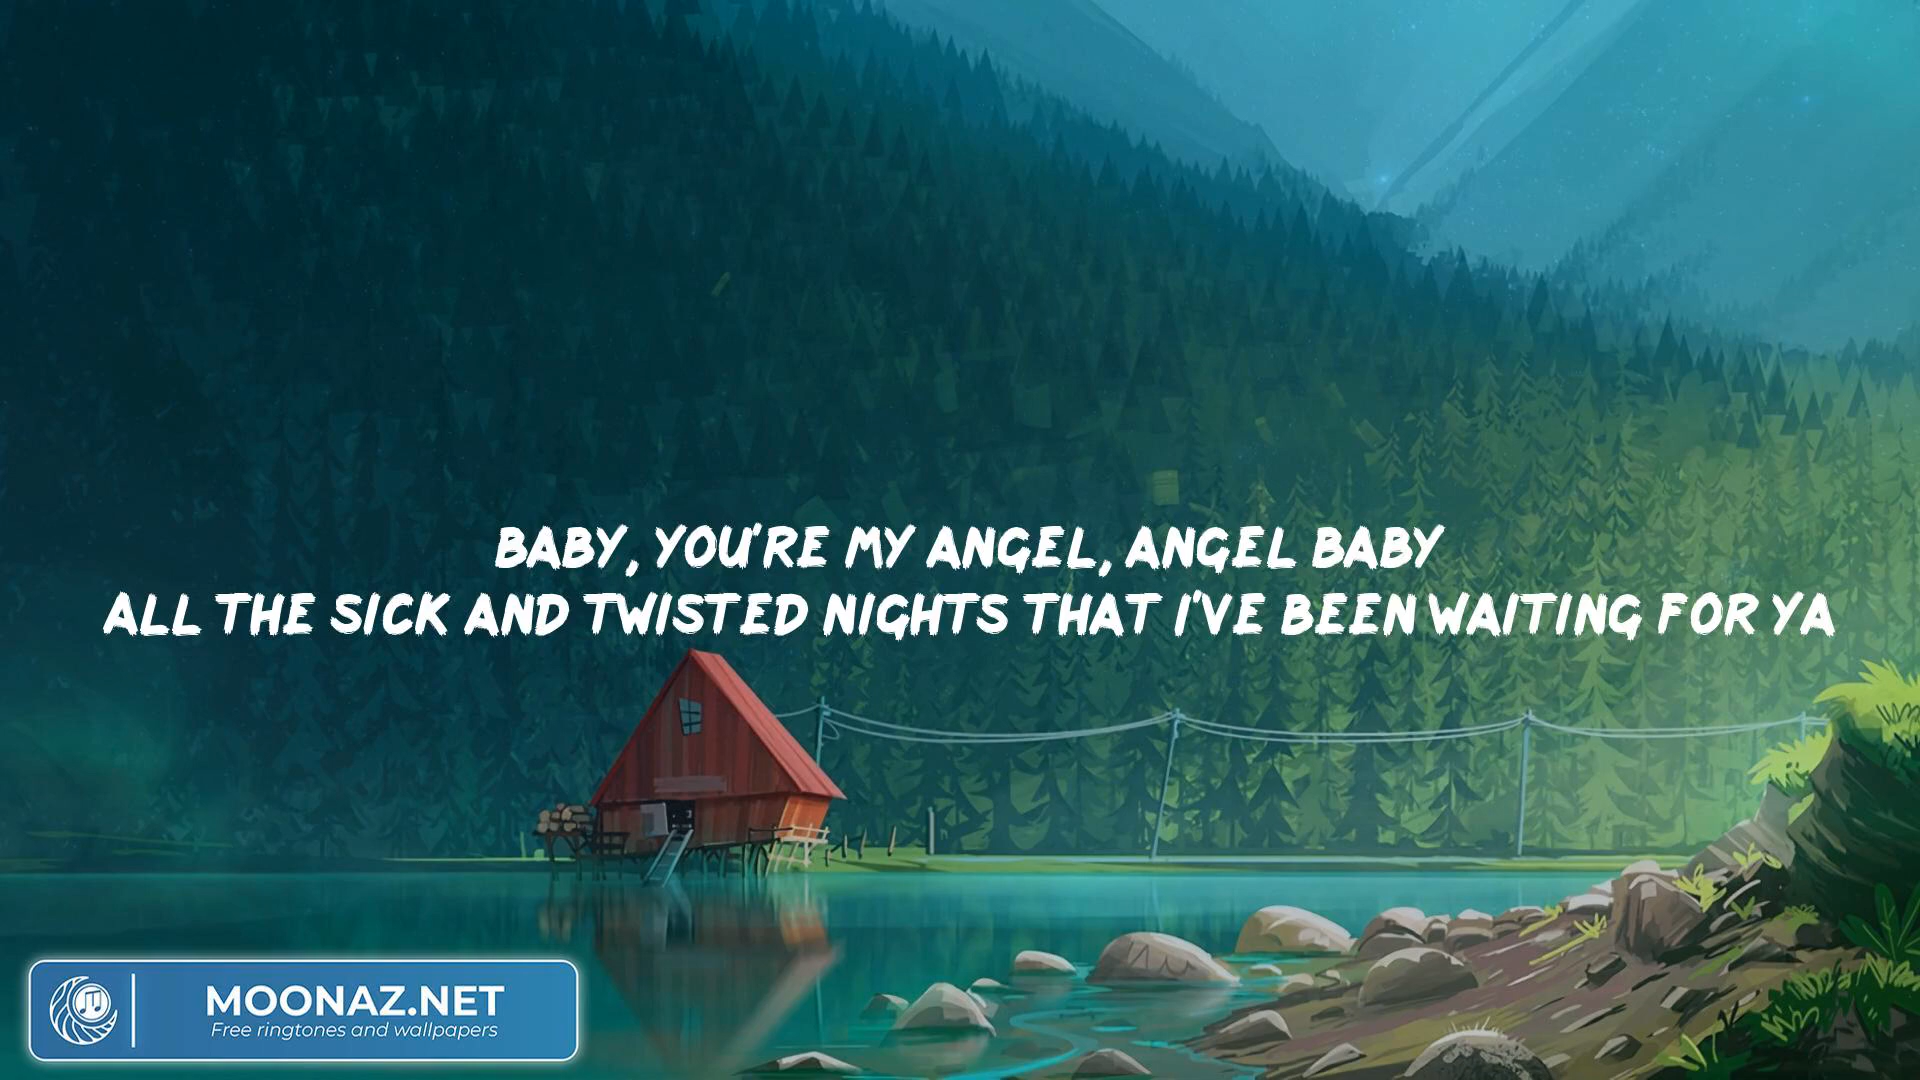 BABY, YOU'RE MY ANGEL, ANGEL BABY
ALL THE SICK AND TWISTED NIGHTS THAT I'VE BEEN WAITING FOR YA
MOONAZ.NET
Free ringtones and wallpapers